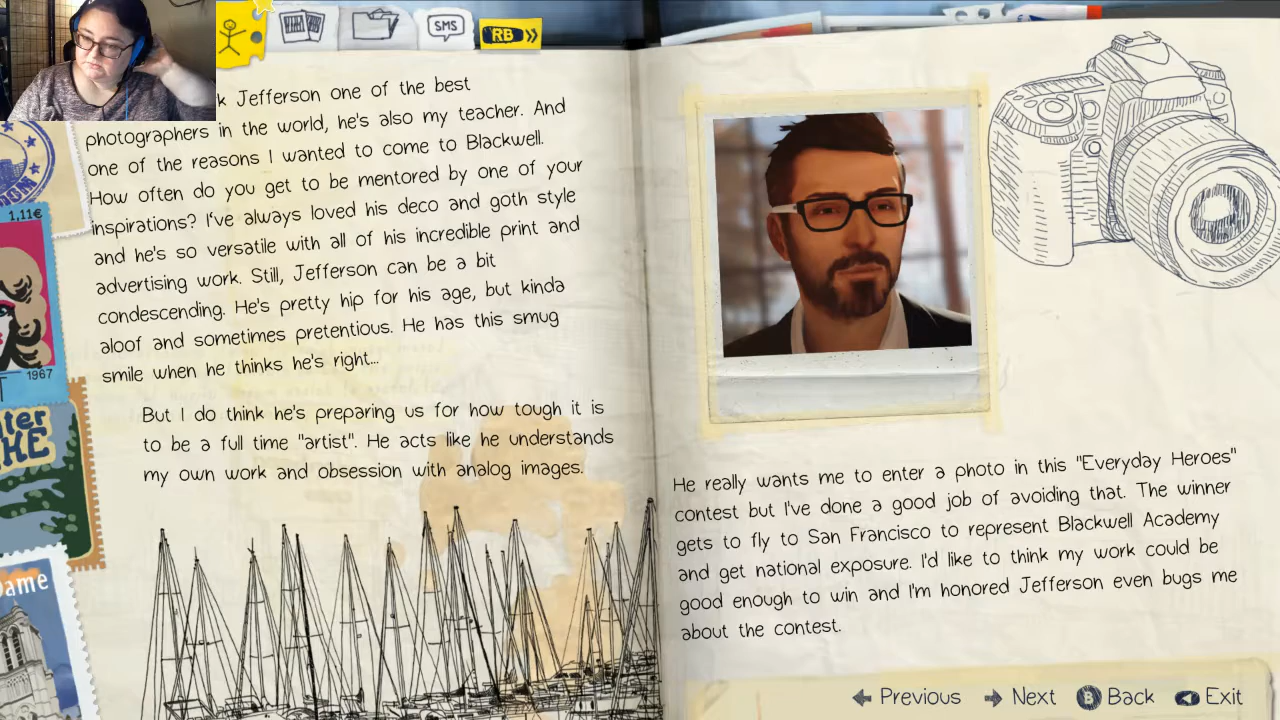 SMS
RB
k Jefferson one of the best
photographers in the world, he's also my teacher. And
one of the reasons I wanted to come to Blackwell.
How often do you get to be mentored by one of your
inspirations? I've always loved his deco and goth style
and he's so versatile with all of his incredible print and
advertising work. Still, Jefferson can be a bit
condescending. He's pretty hip for his age, but kinda
aloof and sometimes pretentious. He has this smug
smile when he thinks he's right...
But I do think he's preparing us for how tough it is
to be a full time "artist". He acts like he understands
my own work and obsession with analog images.
1,11€
1967
Dame
He really wants me to enter a photo in this "Everyday Heroes"
contest but I've done a good job of avoiding that. The winner
gets to fly to San Francisco to represent Blackwell Academy
and get national exposure. I'd like to think my work could be
good enough to win and I'm honored Jefferson even bugs me
about the contest.
Previous Next B Back Exit